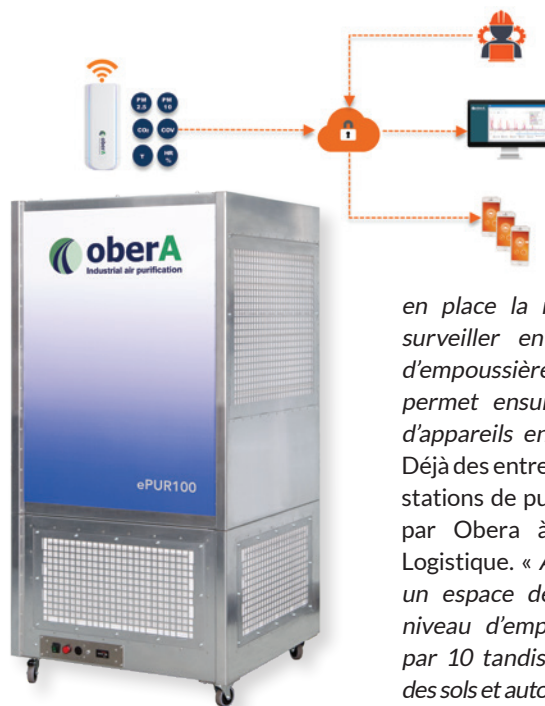 PM
2.5
PM
10
CO₂
COV
T
HR
%
oberA
oberA
Industrial air purification
ePUR100
en place la
surveiller en
d'empoussière
permet ensui
d'appareils en
Déjà des entre
stations de pu
par Obera à
Logistique. « A
un espace de
niveau d'emp
par 10 tandis
des sols et auto